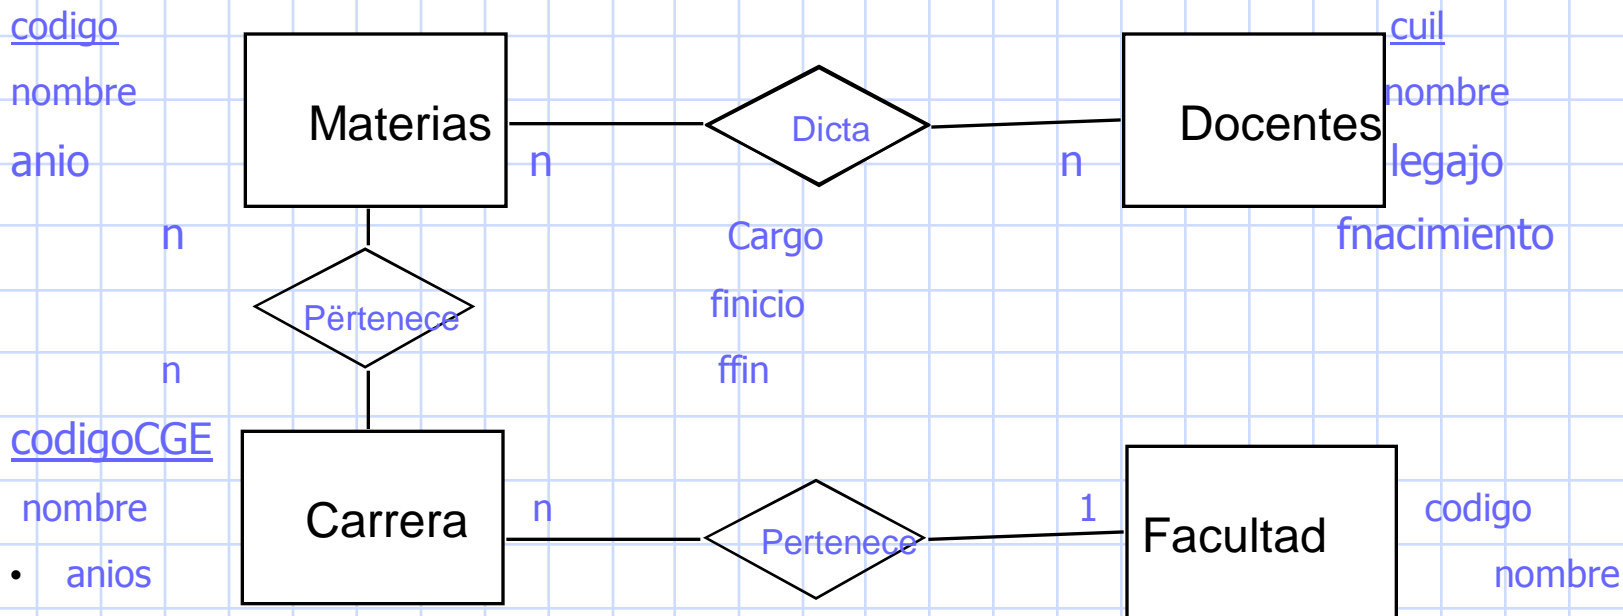 codigo
nombre
anio
Materias
n
Dicta
n
Docentes
cuil
nombre
legajo
fnacimiento
n
Përtenece
n
Cargo
finicio
ffin
codigoCGE
nombre
• anios
Carrera
n
Pertenece
1
Facultad
codigo
nombre